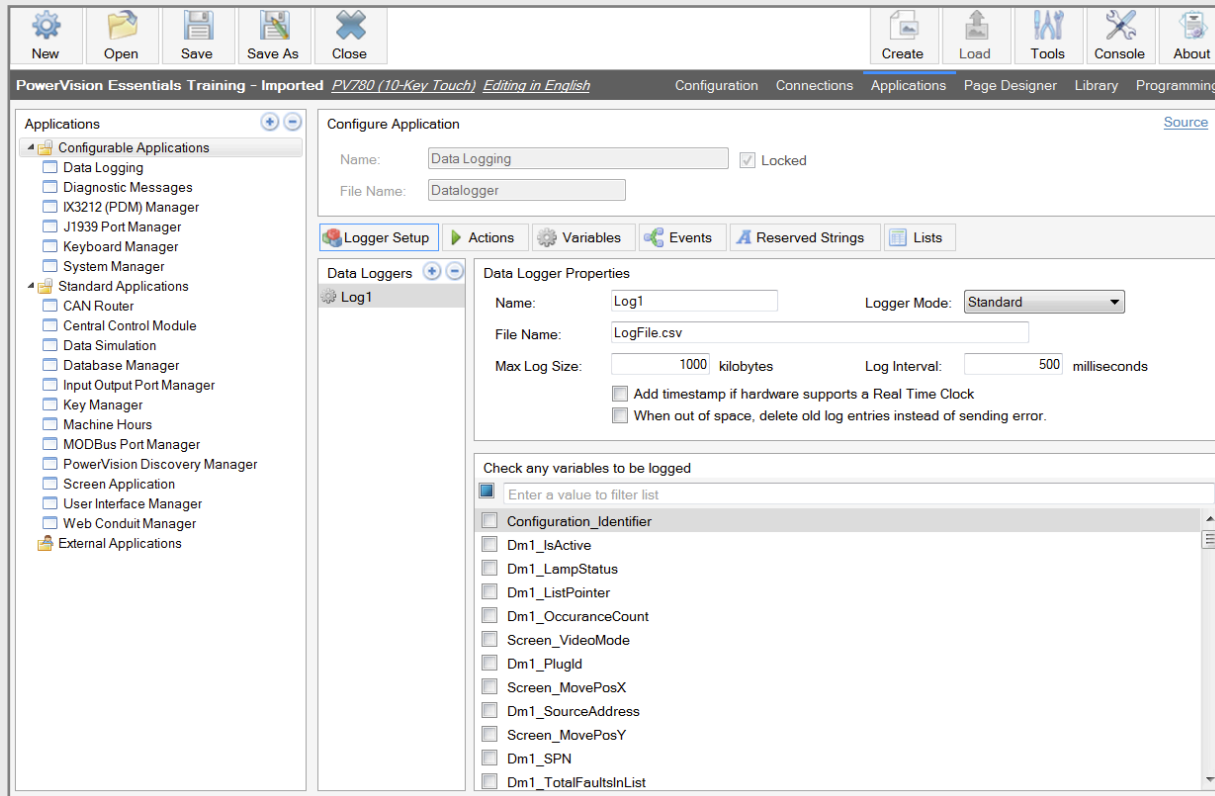 New Open Save Save As Close Create Load Tools Console About
PowerVision Essentials Training - Imported PV780 (10-Key Touch) Editing in English Configuration Connections Applications Page Designer Library Programming
Applications
Configurable Applications
Data Logging
Diagnostic Messages
IX3212 (PDM) Manager
J1939 Port Manager
Keyboard Manager
System Manager
Standard Applications
CAN Router
Central Control Module
Data Simulation
Database Manager
Input Output Port Manager
Key Manager
Machine Hours
MODBus Port Manager
PowerVision Discovery Manager
Screen Application
User Interface Manager
Web Conduit Manager
External Applications
Configure Application Source
Name: Data Logging Locked
File Name: Datalogger
Logger Setup Actions Variables Events Reserved Strings Lists
Data Loggers
Log1
Data Logger Properties
Name: Log1 Logger Mode: Standard
File Name: LogFile.csv
Max Log Size: 1000 kilobytes Log Interval: 500 milliseconds
Add timestamp if hardware supports a Real Time Clock
When out of space, delete old log entries instead of sending error.
Check any variables to be logged
Enter a value to filter list
Configuration_Identifier
Dm1_IsActive
Dm1_LampStatus
Dm1_ListPointer
Dm1_OccuranceCount
Screen_VideoMode
Dm1_PlugId
Screen_MovePosX
Dm1_SourceAddress
Screen_MovePosY
Dm1_SPN
Dm1_TotalFaultsInList